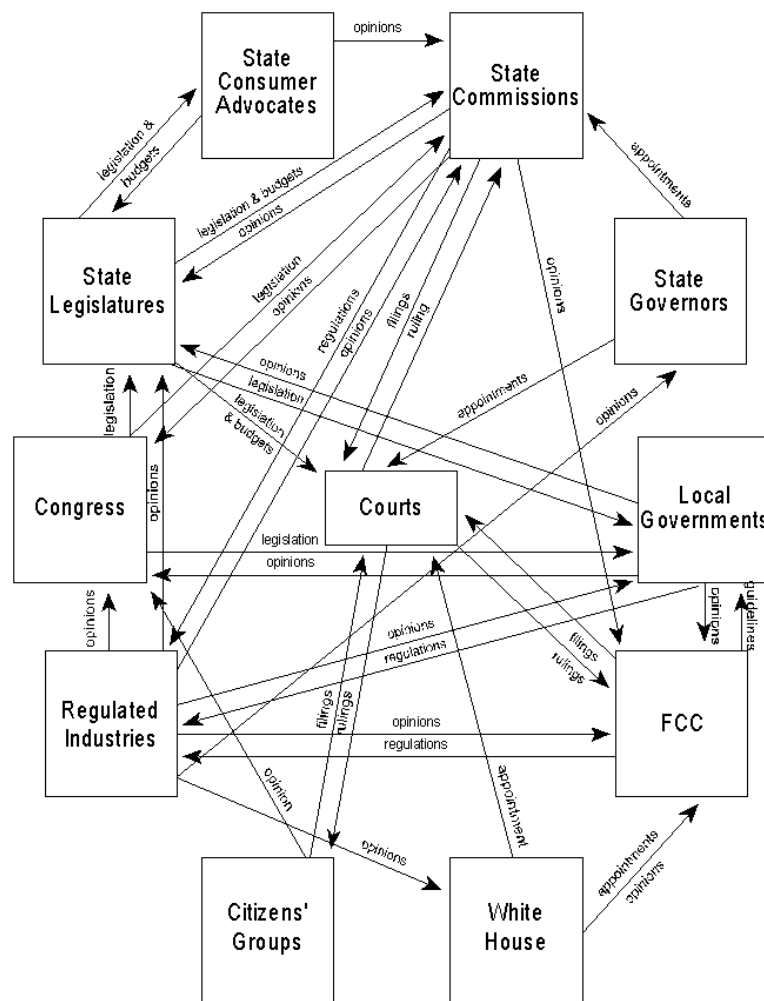 opinions
State
Consumer
Advocates
State
Commissions
legislation &
budgets
appointments
legislation & budgets
opinions
State
Legislatures
legislation
opinions
regulations
opinions
filings
ruling
opinions
State
Governors
opinions
legislation
appointments
opinions
legislation
legislation
& budgets
opinions
Congress
Courts
Local
Governments
legislation
opinions
opinions
opinions
guidelines
opinions
regulations
filings
rulings
Regulated
Industries
FCC
opinions
regulations
filings
rulings
opinion
opinions
appointment
appointments
opinions
Citizens'
Groups
White
House